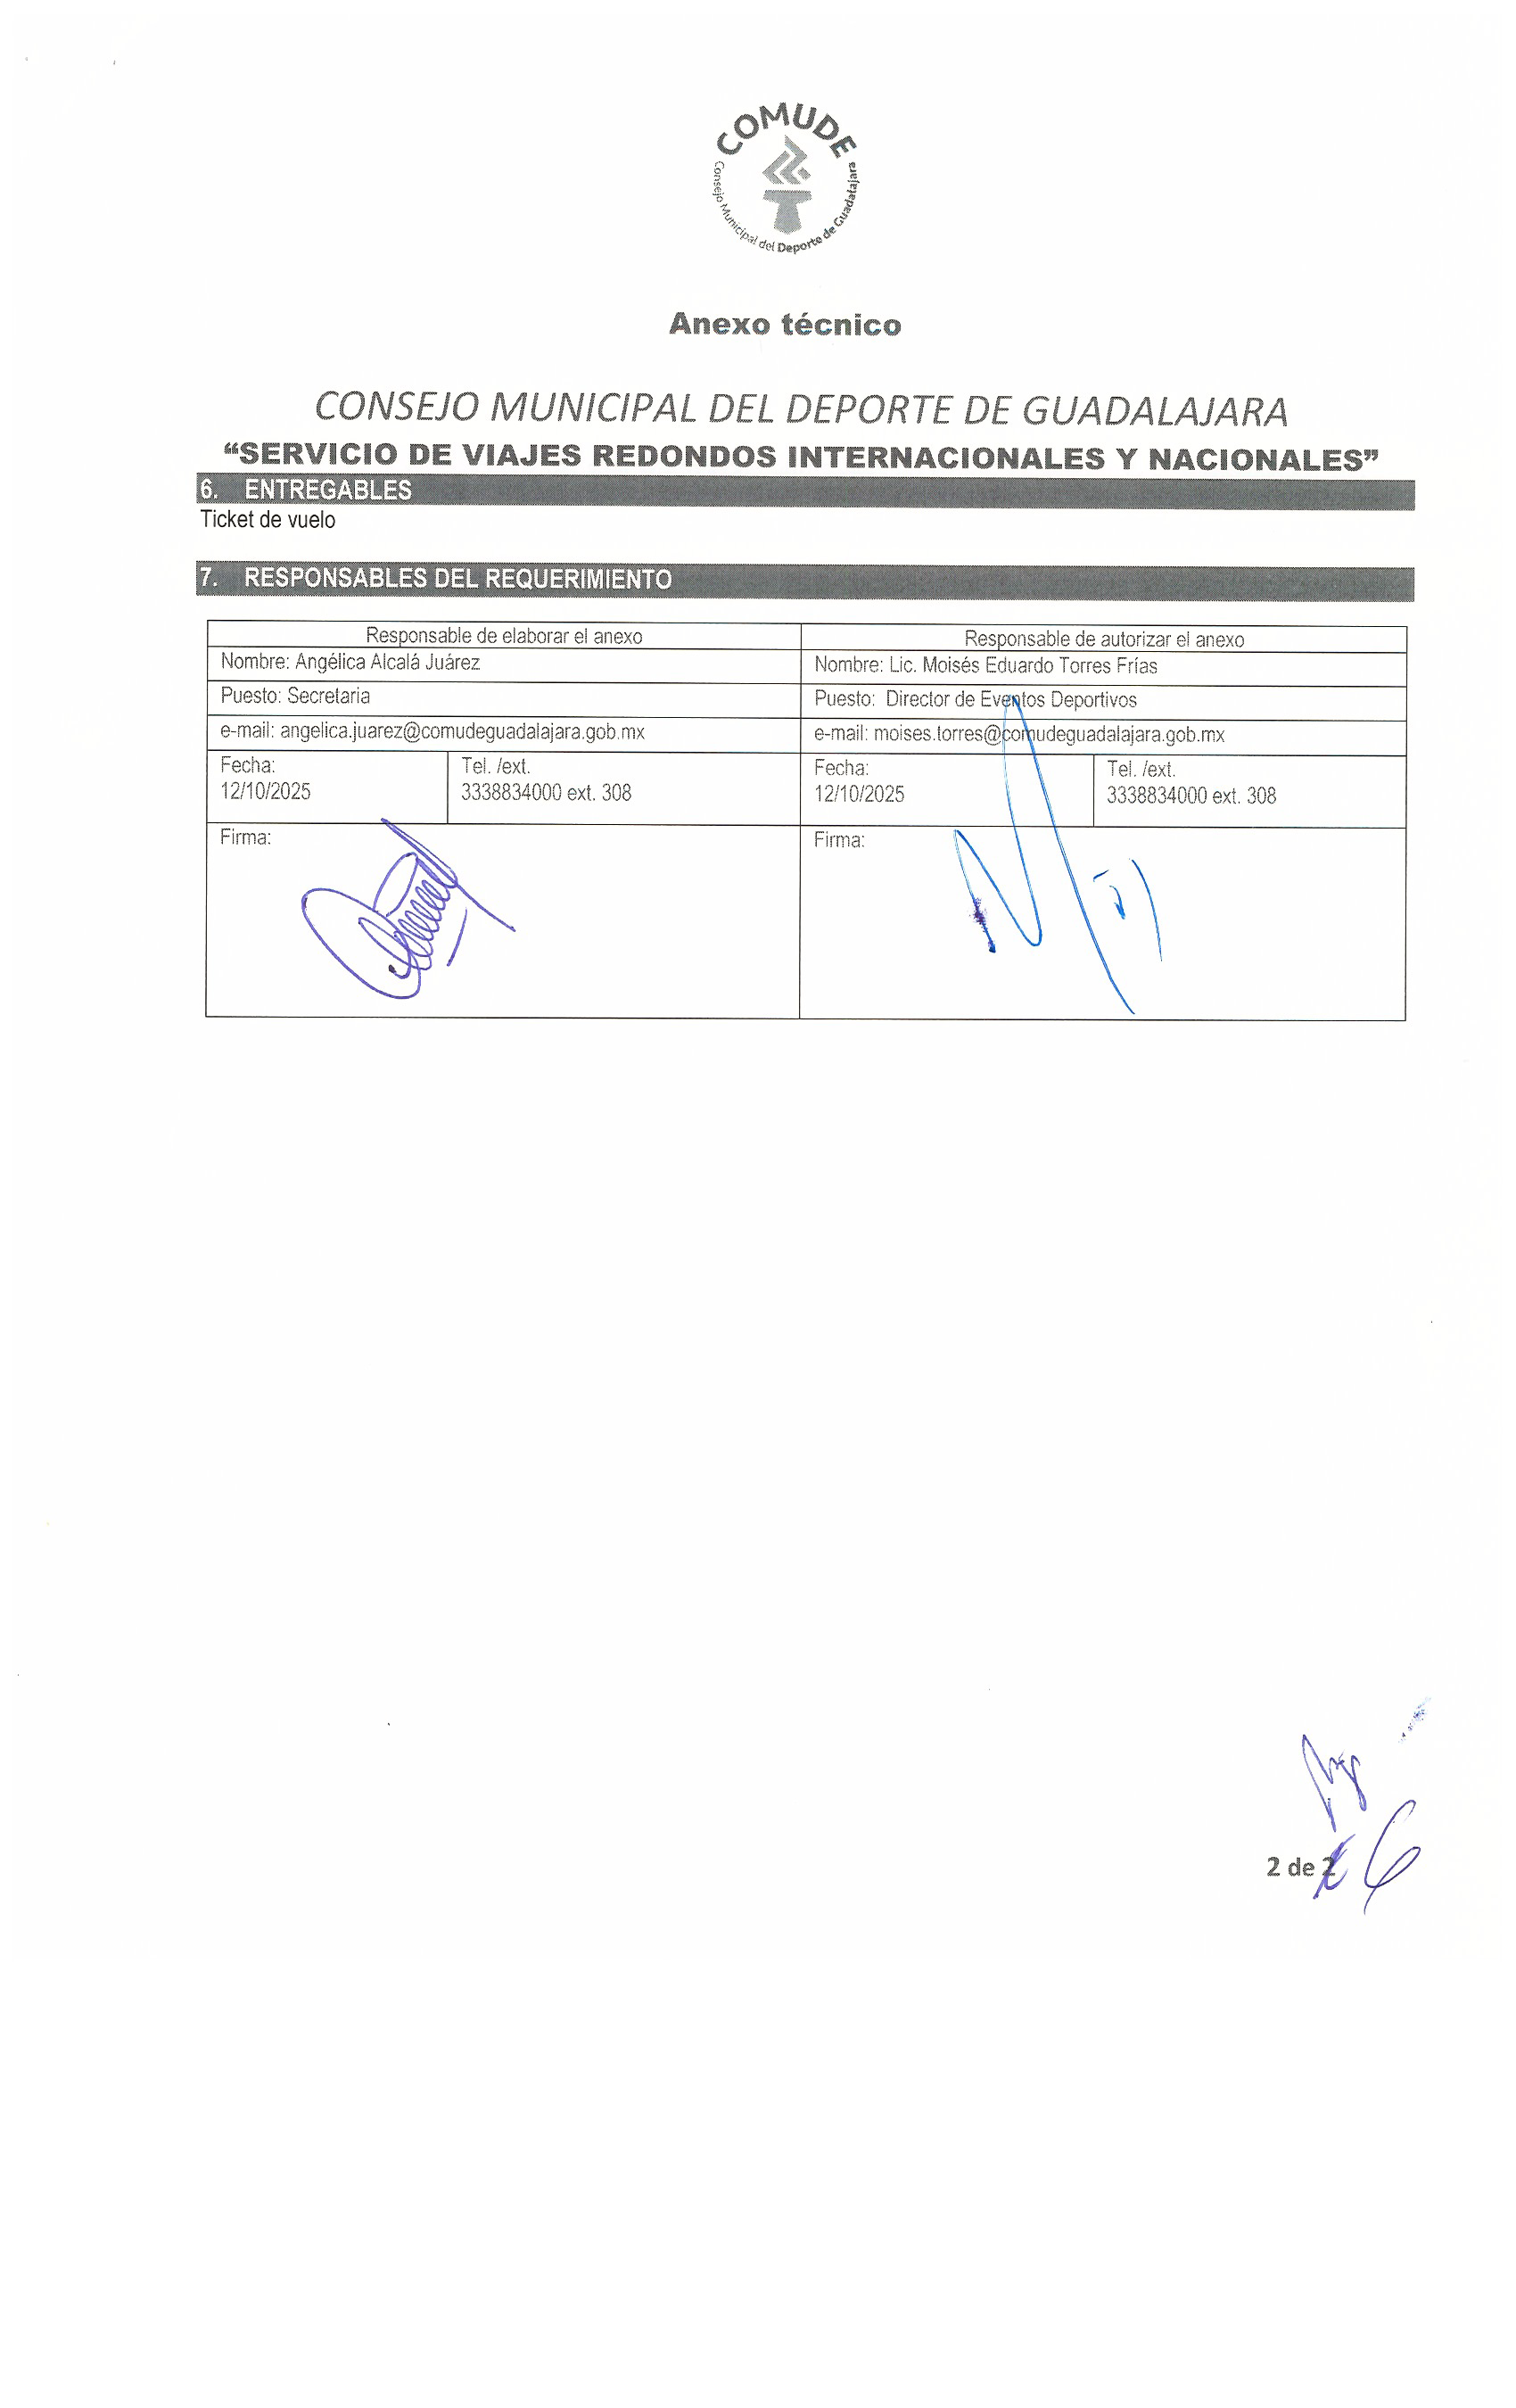 COMUDE
Consejo Municipal del Deporte de Guadalajara
Anexo técnico
CONSEJO MUNICIPAL DEL DEPORTE DE GUADALAJARA
“SERVICIO DE VIAJES REDONDOS INTERNACIONALES Y NACIONALES”
6. ENTREGABLES
Ticket de vuelo
7. RESPONSABLES DEL REQUERIMIENTO
Responsable de elaborar el anexo Responsable de autorizar el anexo
Nombre: Angélica Alcalá Juárez Nombre: Lic. Moisés Eduardo Torres Frías
Puesto: Secretaria Puesto: Director de Eventos Deportivos
e-mail: angelica.juarez@comudeguadalajara.gob.mx e-mail: moises.torres@comudeguadalajara.gob.mx
Fecha: Tel. /ext. Fecha: Tel. /ext.
12/10/2025 3338834000 ext. 308 12/10/2025 3338834000 ext. 308
Firma: Firma:
2 de 2